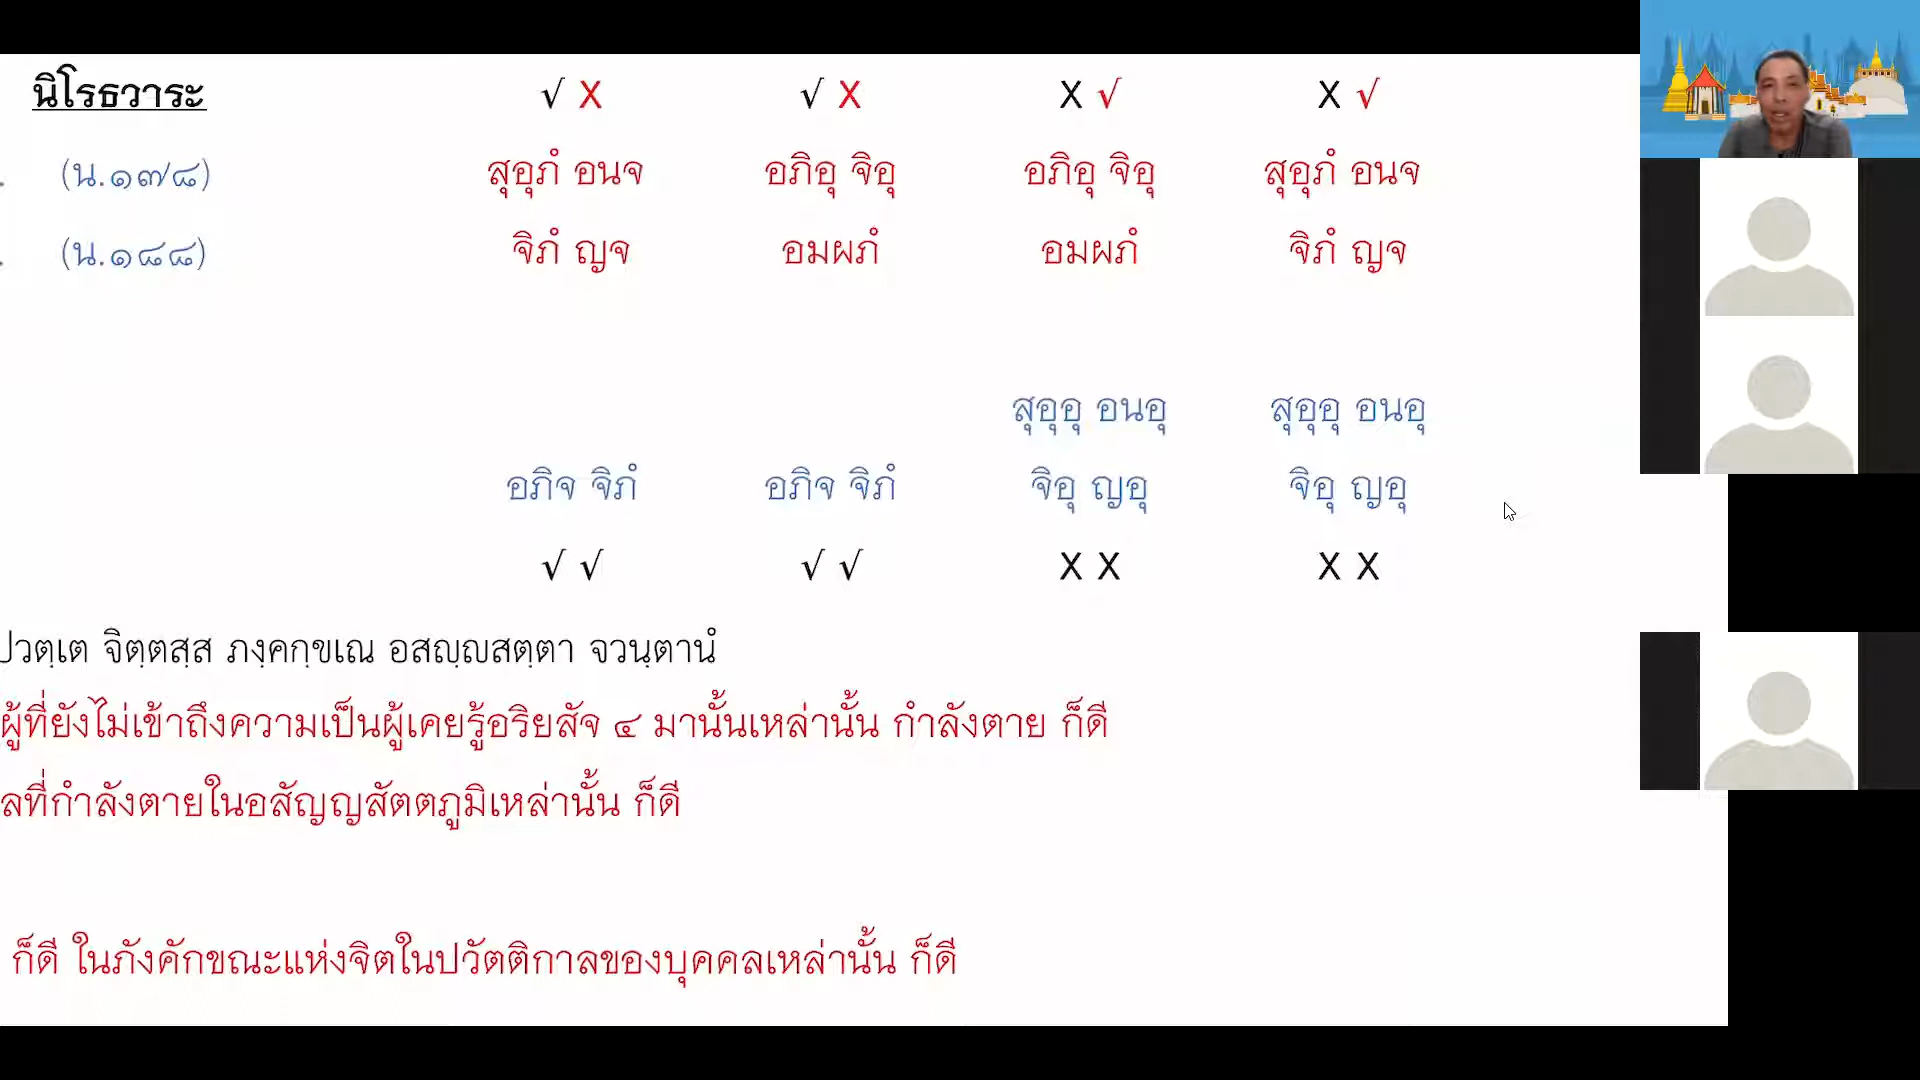 นิโรธวาระ √ X √ X X √ X √
. (น.๑๗๘) สุอุภํ อนจ อภิอุ จิอุ อภิอุ จิอุ สุอุภํ อนจ
. (น.๑๘๘) จิภํ ญจ อมผภํ อมผภํ จิภํ ญจ
สุอุอุ อนอุ สุอุอุ อนอุ
อภิจ จิภํ อภิจ จิภํ จิอุ ญอุ จิอุ ญอุ
√ √ √ √ X X X X
ปวตฺเต จิตฺตสฺส ภงฺคกฺขเณ อสญฺญสตฺตา จวนฺตานํ
ผู้ที่ยังไม่เข้าถึงความเป็นผู้เคยรู้อริยสัจ ๔ มานั้นเหล่านั้น กำลังตาย ก็ดี
ลที่กำลังตายในอสัญญสัตตภูมิเหล่านั้น ก็ดี
ก็ดี ในภังคักขณะแห่งจิตในปวัตติกาลของบุคคลเหล่านั้น ก็ดี